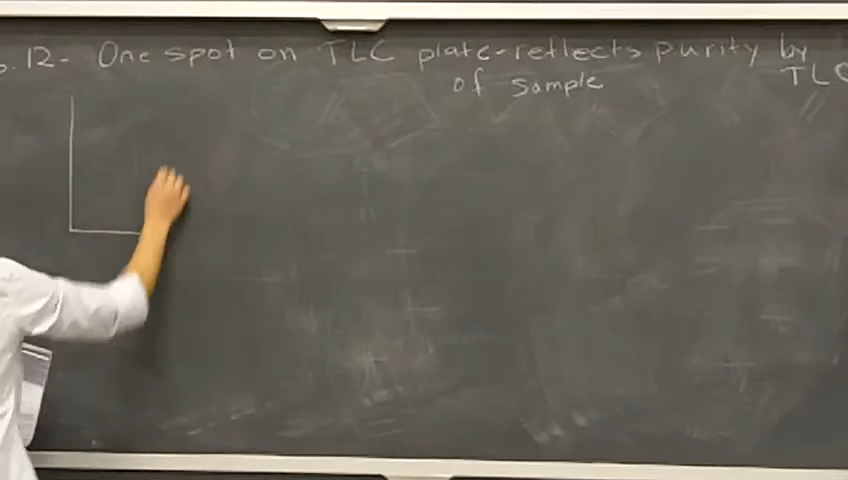 . 12- One spot on TLC plate-reflects purity by TLC
of sample